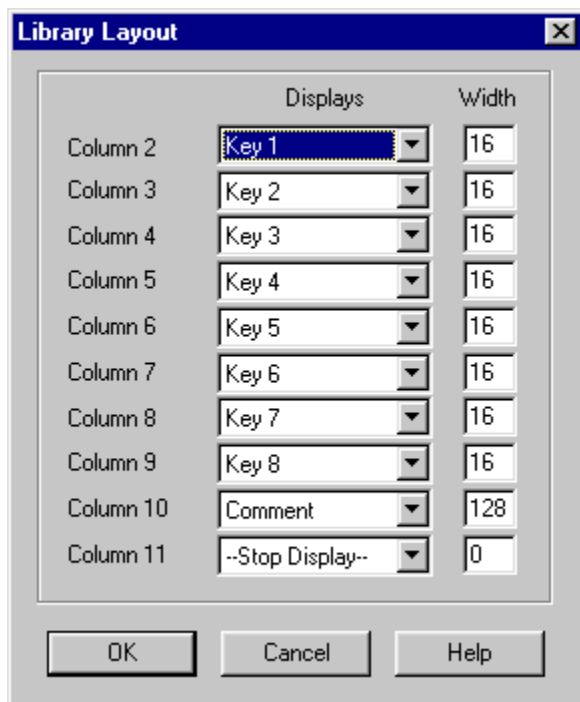 Library Layout
Displays Width
Column 2 Key 1 16
Column 3 Key 2 16
Column 4 Key 3 16
Column 5 Key 4 16
Column 6 Key 5 16
Column 7 Key 6 16
Column 8 Key 7 16
Column 9 Key 8 16
Column 10 Comment 128
Column 11 --Stop Display-- 0
OK Cancel Help